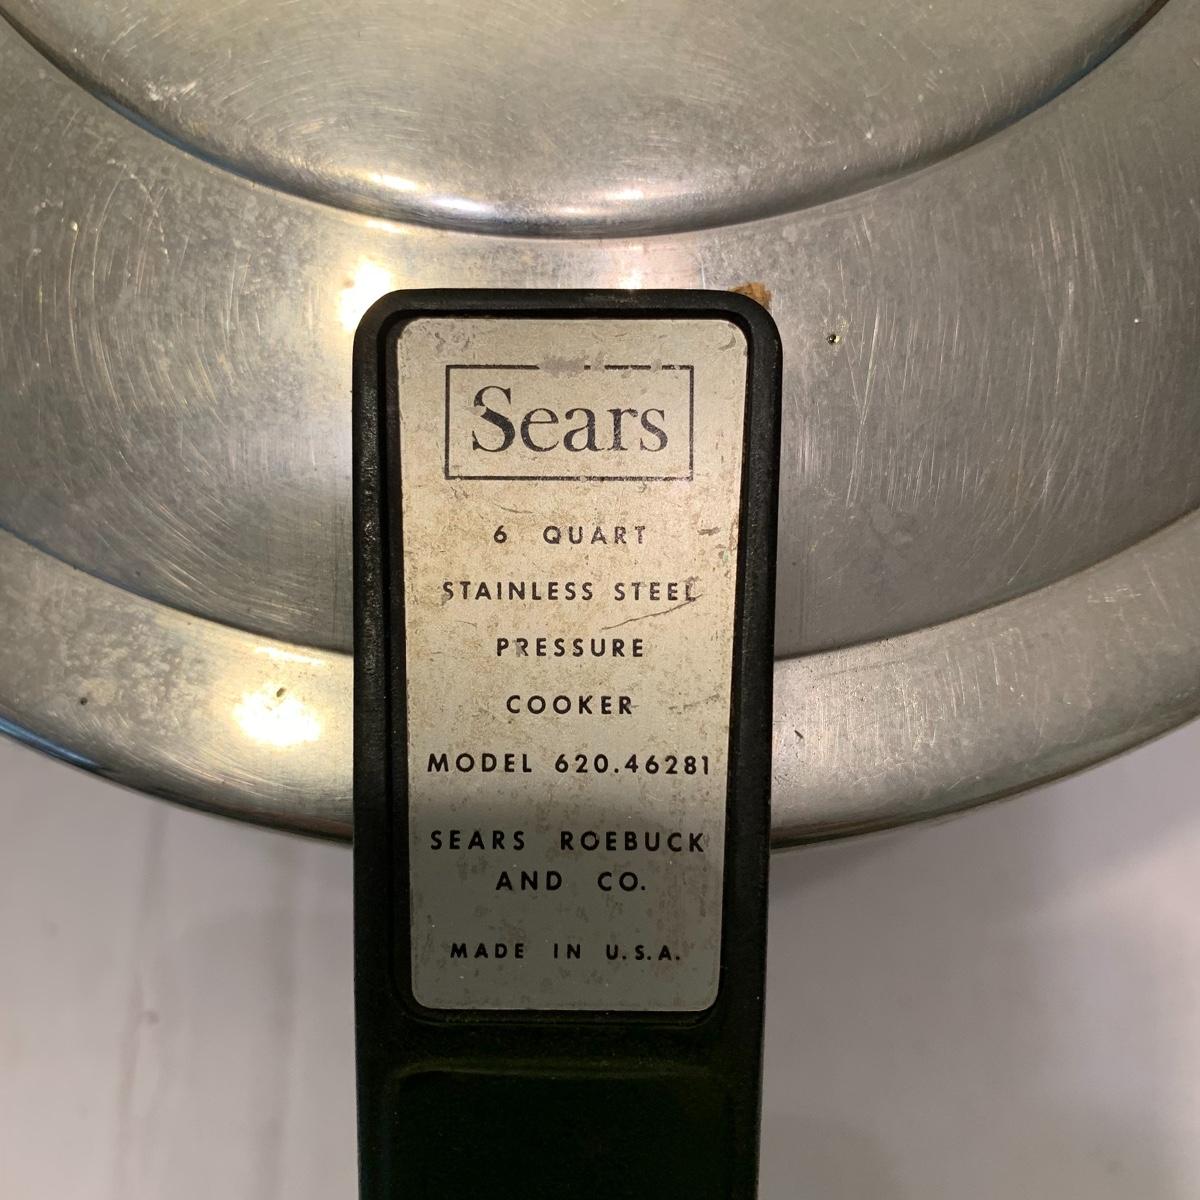 Sears
6 QUART
STAINLESS STEEL
PRESSURE
COOKER
MODEL 620.46281
SEARS ROEBUCK
AND CO.
MADE IN U.S.A.